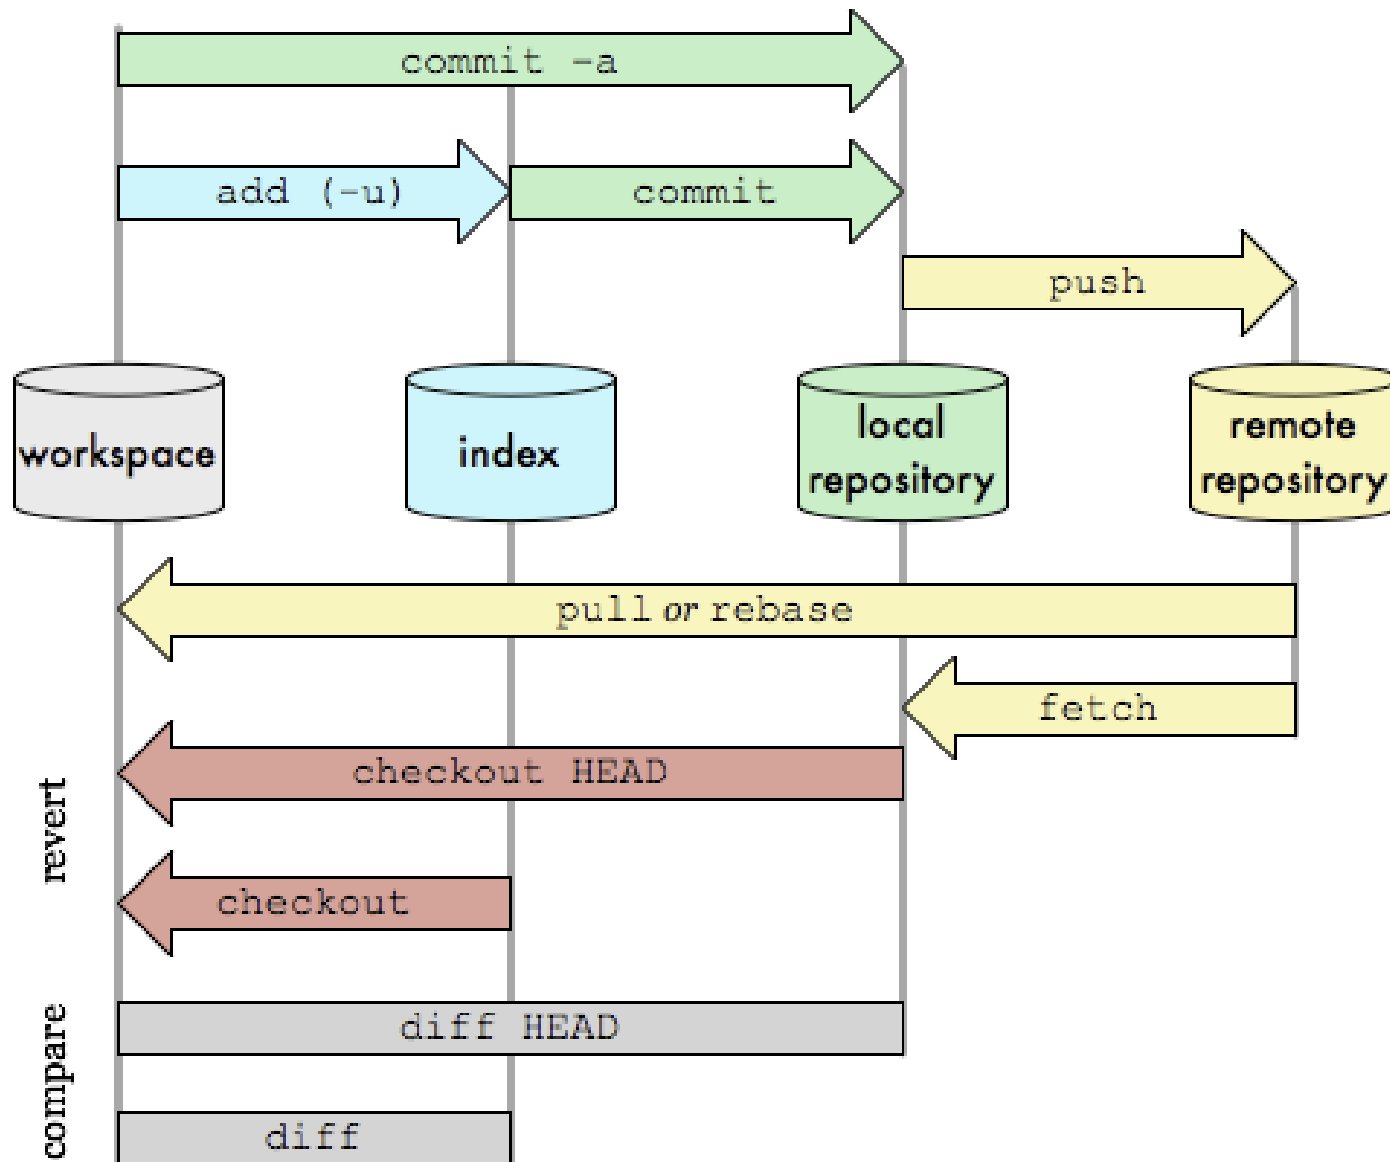 commit -a
add (-u)
commit
push
workspace
index
local
repository
remote
repository
pull or rebase
fetch
revert
checkout HEAD
checkout
compare
diff HEAD
diff